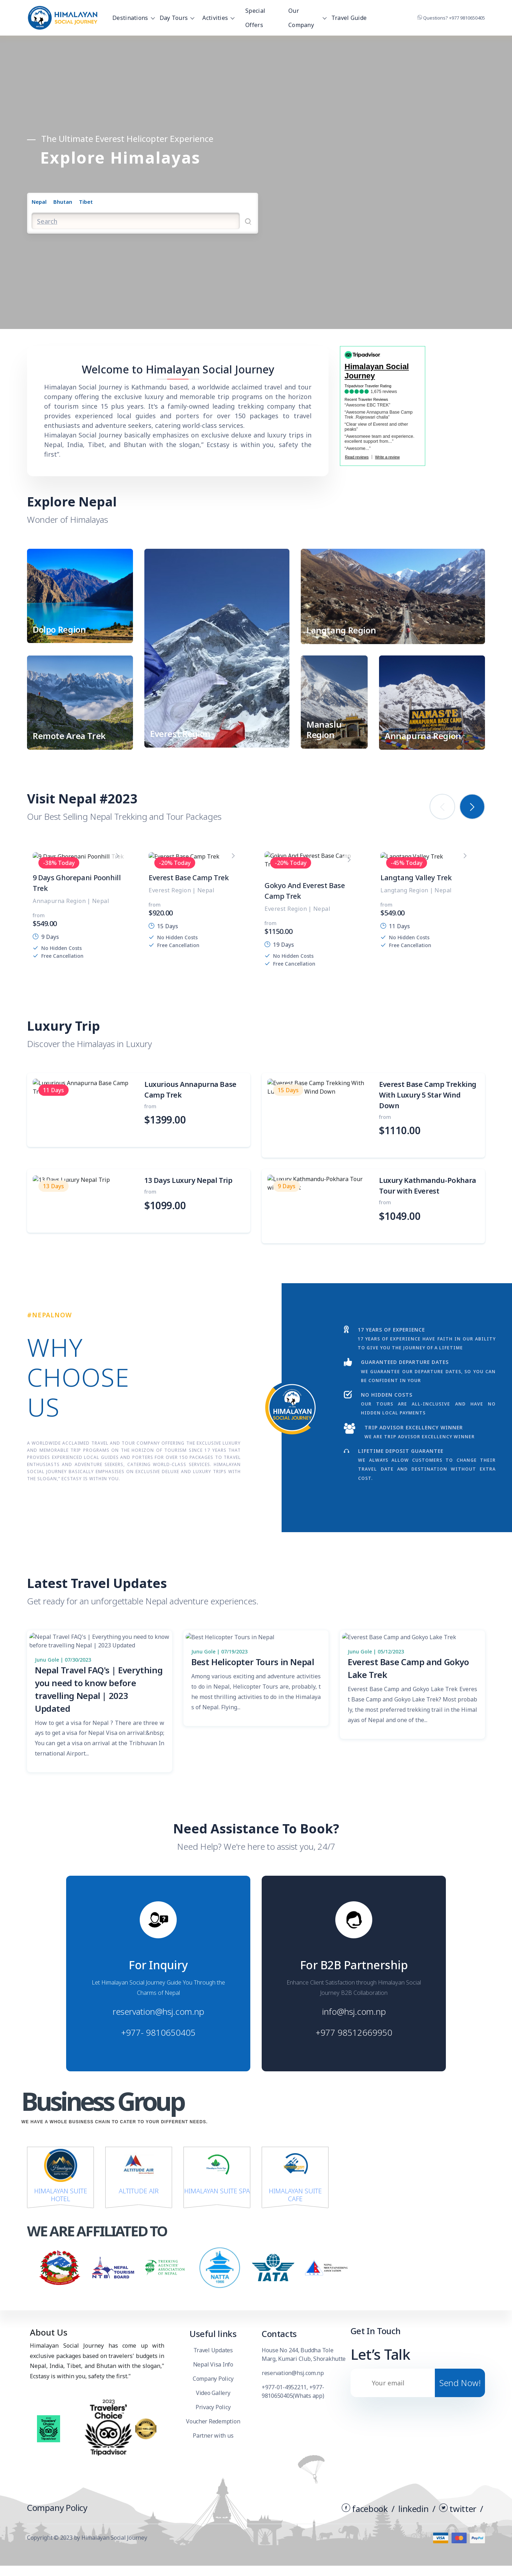 HIMALAYAN
SOCIAL JOURNEY
Destinations
Day Tours
Activities
Special Offers
Our Company
Travel Guide
Questions? +977 9810650405
The Ultimate Everest Helicopter Experience
Explore Himalayas
Nepal Bhutan Tibet
Search
Welcome to Himalayan Social Journey
Himalayan Social Journey is Kathmandu based, a worldwide acclaimed travel and tour
company offering the exclusive luxury and memorable trip programs on the horizon
of tourism since 15 plus years. It's a family-owned leading trekking company that
provides experienced local guides and porters for over 150 packages to travel
enthusiasts and adventure seekers, catering world-class services.
Himalayan Social Journey basically emphasizes on exclusive deluxe and luxury trips in
Nepal, India, Tibet, and Bhutan with the slogan," Ecstasy is within you, safety the
first".
Tripadvisor
Himalayan Social
Journey
Tripadvisor Traveler Rating
1,675 reviews
Recent Traveler Reviews
"Awesome EBC TREK"
"Awesome Annapurna Base Camp
Trek. Rajeswari challa"
"Clear view of Everest and other
peaks"
"Awesomeee team and experience.
excellent support from..."
"Awesome..."
Read reviews | Write a review
Explore Nepal
Wonder of Himalayas
Dolpo Region
Everest Region
Langtang Region
Remote Area Trek
Manaslu
Region
NAMASTE
ANNAPURNA BASE CAMP
Annapurna Region
Visit Nepal #2023
Our Best Selling Nepal Trekking and Tour Packages
9 Days Ghorepani Poonhill Trek
-38% Today
9 Days Ghorepani Poonhill
Trek
Annapurna Region | Nepal
from
$549.00
9 Days
No Hidden Costs
Free Cancellation
Everest Base Camp Trek
-20% Today
Everest Base Camp Trek
Everest Region | Nepal
from
$920.00
15 Days
No Hidden Costs
Free Cancellation
Gokyo And Everest Base Camp
-20% Today
Gokyo And Everest Base
Camp Trek
Everest Region | Nepal
from
$1150.00
19 Days
No Hidden Costs
Free Cancellation
Langtang Valley Trek
-45% Today
Langtang Valley Trek
Langtang Region | Nepal
from
$549.00
11 Days
No Hidden Costs
Free Cancellation
Luxury Trip
Discover the Himalayas in Luxury
Luxurious Annapurna Base Camp
11 Days
Luxurious Annapurna Base
Camp Trek
from
$1399.00
Everest Base Camp Trekking With
15 Days
Wind Down
Everest Base Camp Trekking
With Luxury 5 Star Wind
Down
from
$1110.00
13 Days Luxury Nepal Trip
13 Days
13 Days Luxury Nepal Trip
from
$1099.00
Luxury Kathmandu-Pokhara Tour
9 Days
Luxury Kathmandu-Pokhara
Tour with Everest
from
$1049.00
#NEPALNOW
WHY
CHOOSE
US
A WORLDWIDE ACCLAIMED TRAVEL AND TOUR COMPANY OFFERING THE EXCLUSIVE LUXURY
AND MEMORABLE TRIP PROGRAMS ON THE HORIZON OF TOURISM SINCE 17 YEARS THAT
PROVIDES EXPERIENCED LOCAL GUIDES AND PORTERS FOR OVER 150 PACKAGES TO TRAVEL
ENTHUSIASTS AND ADVENTURE SEEKERS, CATERING WORLD-CLASS SERVICES. HIMALAYAN
SOCIAL JOURNEY BASICALLY EMPHASIZES ON EXCLUSIVE DELUXE AND LUXURY TRIPS WITH
THE SLOGAN," ECSTASY IS WITHIN YOU.
HIMALAYAN
SOCIAL JOURNEY
17 YEARS OF EXPERIENCE
17 YEARS OF EXPERIENCE HAVE FAITH IN OUR ABILITY
TO GIVE YOU THE JOURNEY OF A LIFETIME
GUARANTEED DEPARTURE DATES
WE GUARANTEE OUR DEPARTURE DATES, SO YOU CAN
BE CONFIDENT IN YOUR
NO HIDDEN COSTS
OUR TOURS ARE ALL-INCLUSIVE AND HAVE NO
HIDDEN LOCAL PAYMENTS
TRIP ADVISOR EXCELLENCY WINNER
WE ARE TRIP ADVISOR EXCELLENCY WINNER
LIFETIME DEPOSIT GUARANTEE
WE ALWAY ALLOW CUSTOMERS TO CHANGE THEIR
TRAVEL DATE AND DESTINATION WITHOUT EXTRA
COST.
Latest Travel Updates
Get ready for an unforgettable Nepal adventure experiences.
Nepal Travel FAQ's | Everything you need to know
before travelling Nepal | 2023 Updated
Junu Gole | 07/30/2023
Nepal Travel FAQ's | Everything
you need to know before
travelling Nepal | 2023
Updated
How to get a visa for Nepal ? There are three w
ays to get a visa for Nepal Visa on arrival:&nbsp;
You can get a visa on arrival at the Tribhuvan In
ternational Airport...
Best Helicopter Tours in Nepal
Junu Gole | 07/19/2023
Best Helicopter Tours in Nepal
Among various exciting and adventure activities
to do in Nepal, Helicopter Tours are, probably, t
he most thrilling activities to do in the Himalaya
s of Nepal. Flying...
Everest Base Camp and Gokyo Lake Trek
Junu Gole | 05/12/2023
Everest Base Camp and Gokyo
Lake Trek
Everest Base Camp and Gokyo Lake Trek Everes
t Base Camp and Gokyo Lake Trek? Most probab
ly, the most preferred trekking trail in the Himal
ayas of Nepal and one of the...
Need Assistance To Book?
Need Help? We're here to assist you, 24/7
For Inquiry
Let Himalayan Social Journey Guide You Through the
Charms of Nepal
reservation@hsj.com.np
+977- 9810650405
For B2B Partnership
Enhance Client Satisfaction through Himalayan Social
Journey B2B Collaboration
info@hsj.com.np
+977 98512669950
Business Group
WE HAVE A WHOLE BUSINESS CHAIN TO CATER TO YOUR DIFFERENT NEEDS.
HIMALAYAN SUITE
HOTEL
ALTITUDE AIR
ALTITUDE AIR
HIMALAYAN SUITE SPA
HIMALAYAN SUITE
CAFE
WE ARE AFFILIATED TO
NEPAL
TOURISM
BOARD
TREKKING
AGENCIES'
ASSOCIATION
OF NEPAL
NATTA
IATA
About Us
Himalayan Social Journey has come up with
exclusive packages based on travelers' budgets in
Nepal, India, Tibet, and Bhutan with the slogan,"
Ecstasy is within you, safety the first."
2023
Travelers'
Choice
Tripadvisor
Useful links
Travel Updates
Nepal Visa Info
Company Policy
Video Gallery
Privacy Policy
Voucher Redemption
Partner with us
Contacts
House No 244, Buddha Tole
Marg, Kumari Club, Shorakhutte
reservation@hsj.com.np
+977-01-4952211, +977-
9810650405(Whats app)
Get In Touch
Let's Talk
Your email
Send Now!
Company Policy
facebook / linkedin / twitter /
Copyright © 2023 by Himalayan Social Journey
VISA
PayPal